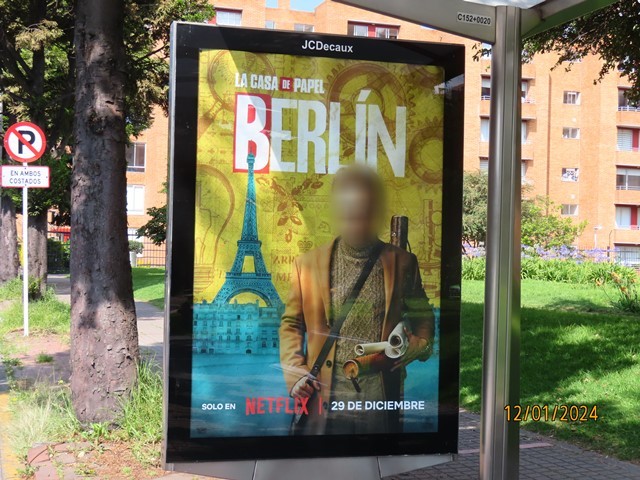 C152+0020
JCDecaux
LA CASA DE PAPEL
BERLÍN
EN AMBOS
COSTADOS
SOLO EN NETFLIX | 29 DE DICIEMBRE
12/01/2024